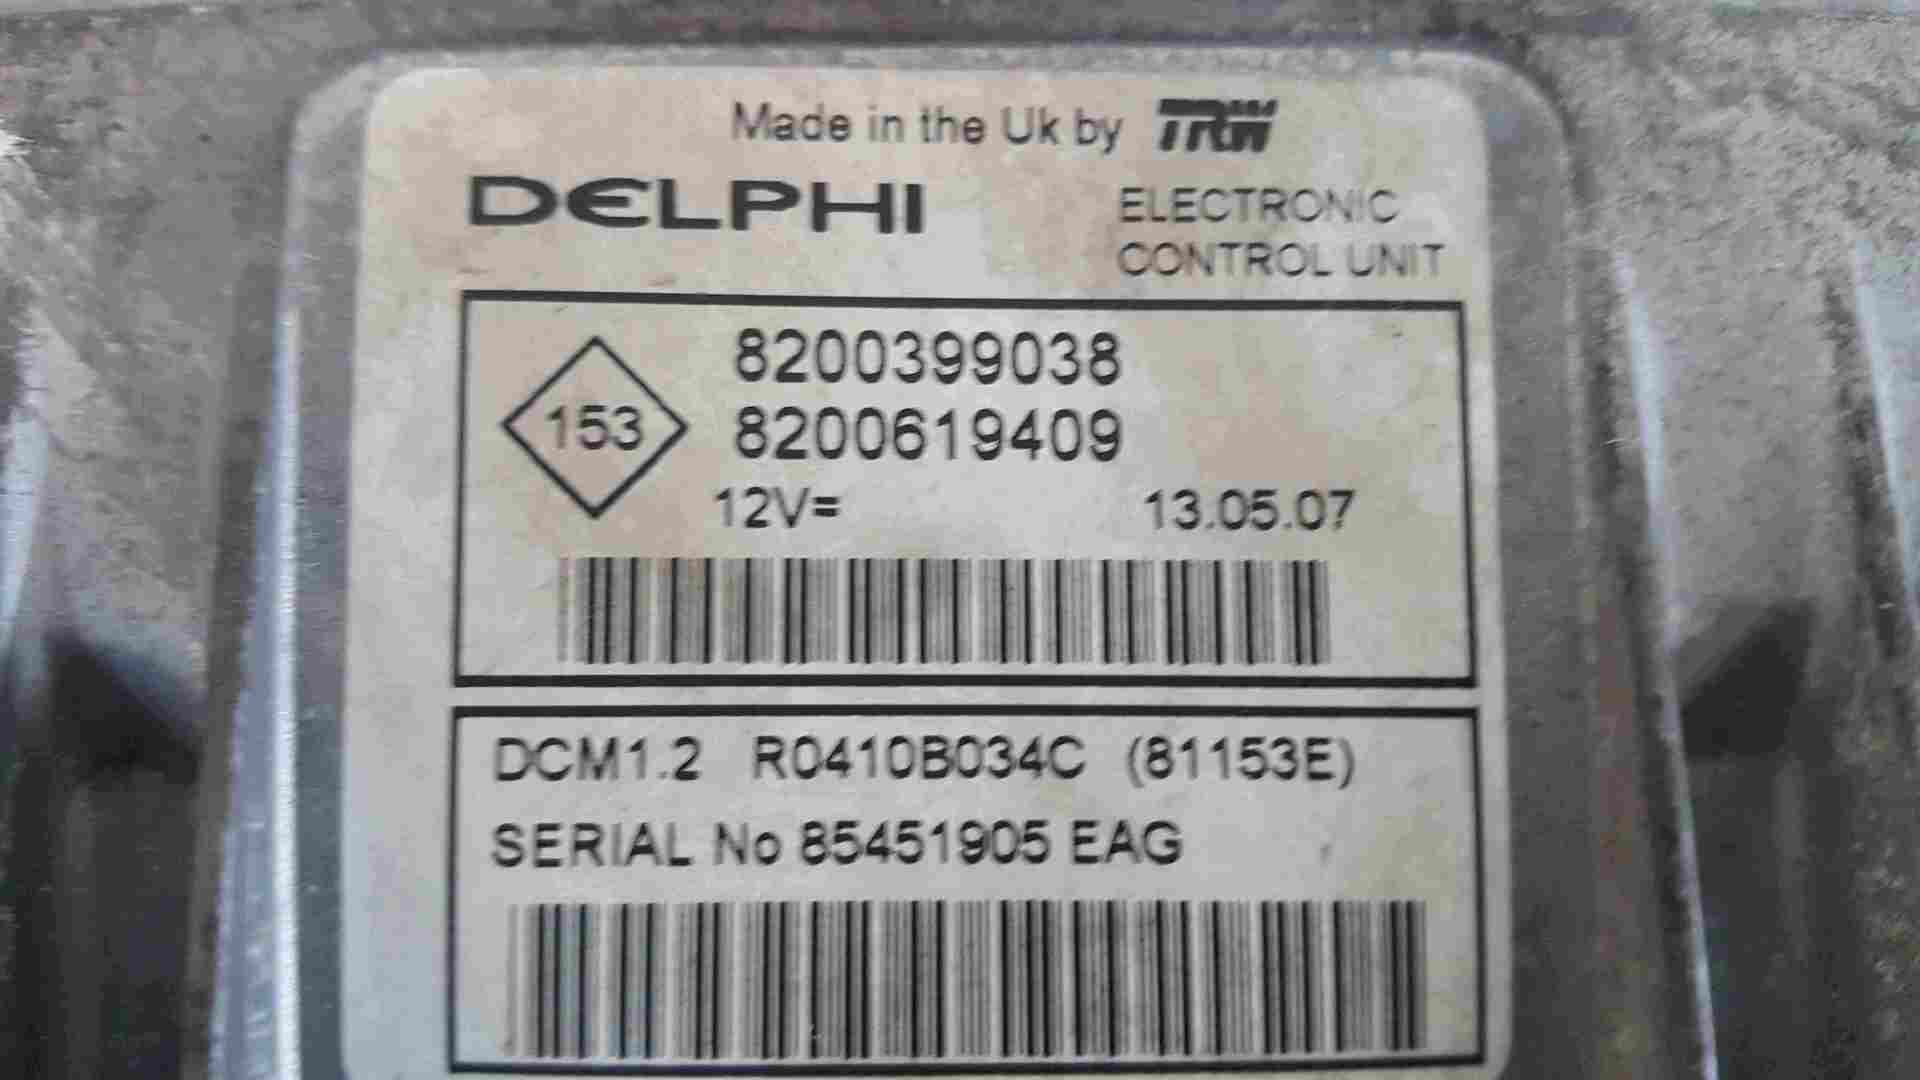 Made in the Uk by TRW
DELPHI
ELECTRONIC
CONTROL UNIT
153
8200399038
8200619409
12V=
13.05.07
DCM1.2 R0410B034C (81153E)
SERIAL No 85451905 EAG